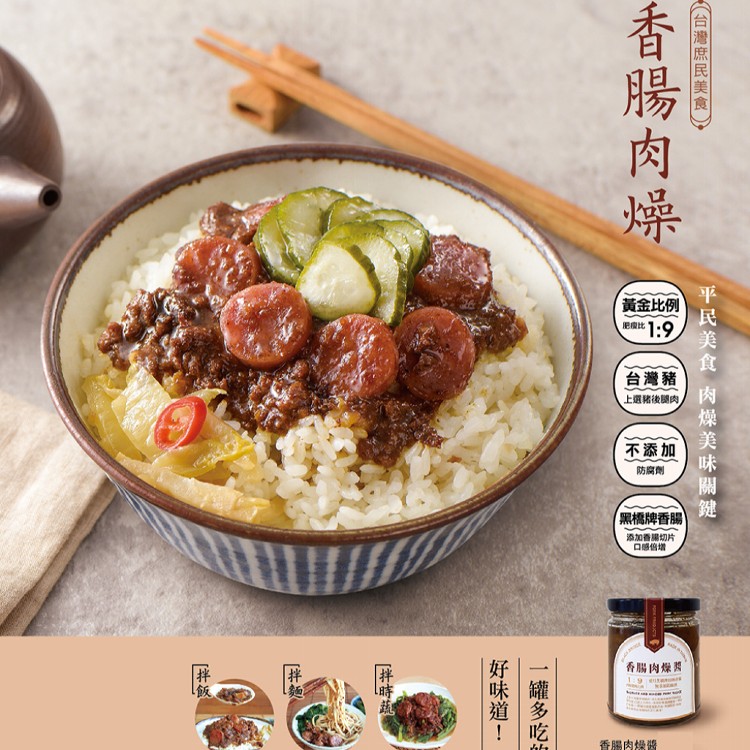 台灣庶民美食
香腸肉燥
平民美食 肉燥美味關鍵
黃金比例
肥瘦比 1:9
台灣豬
上選豬後腿肉
不添加
防腐劑
黑橋牌香腸
添加香腸切片
口感倍增
一罐多吃的
好味道！
拌時蔬
拌麵
拌飯
香腸肉燥醬
1:9
香腸肉燥醬